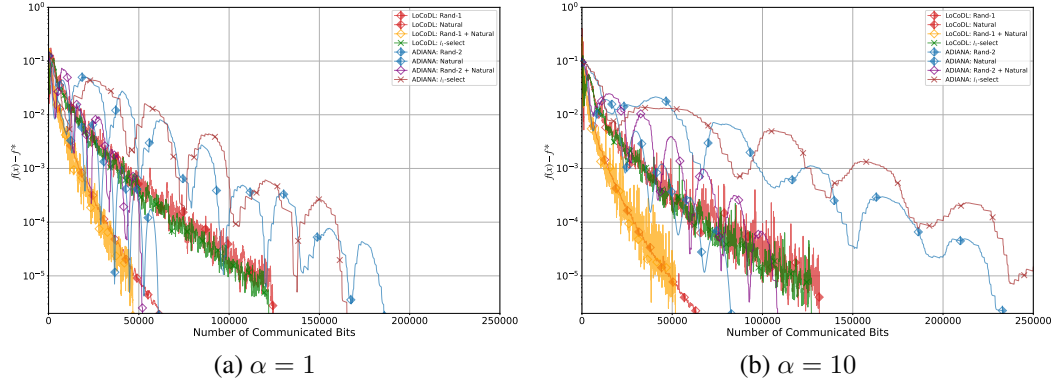 10⁰
10⁻¹
10⁻²
10⁻³
10⁻⁴
10⁻⁵
f(x) − f*
0
50000
100000
150000
200000
250000
Number of Communicated Bits
LoCoDL: Rand-1
LoCoDL: Natural
LoCoDL: Rand-1 + Natural
LoCoDL: l₁-select
ADIANA: Rand-2
ADIANA: Natural
ADIANA: Rand-2 + Natural
ADIANA: l₁-select
(a) α = 1
10⁰
10⁻¹
10⁻²
10⁻³
10⁻⁴
10⁻⁵
f(x) − f*
0
50000
100000
150000
200000
250000
Number of Communicated Bits
LoCoDL: Rand-1
LoCoDL: Natural
LoCoDL: Rand-1 + Natural
LoCoDL: l₁-select
ADIANA: Rand-2
ADIANA: Natural
ADIANA: Rand-2 + Natural
ADIANA: l₁-select
(b) α = 10